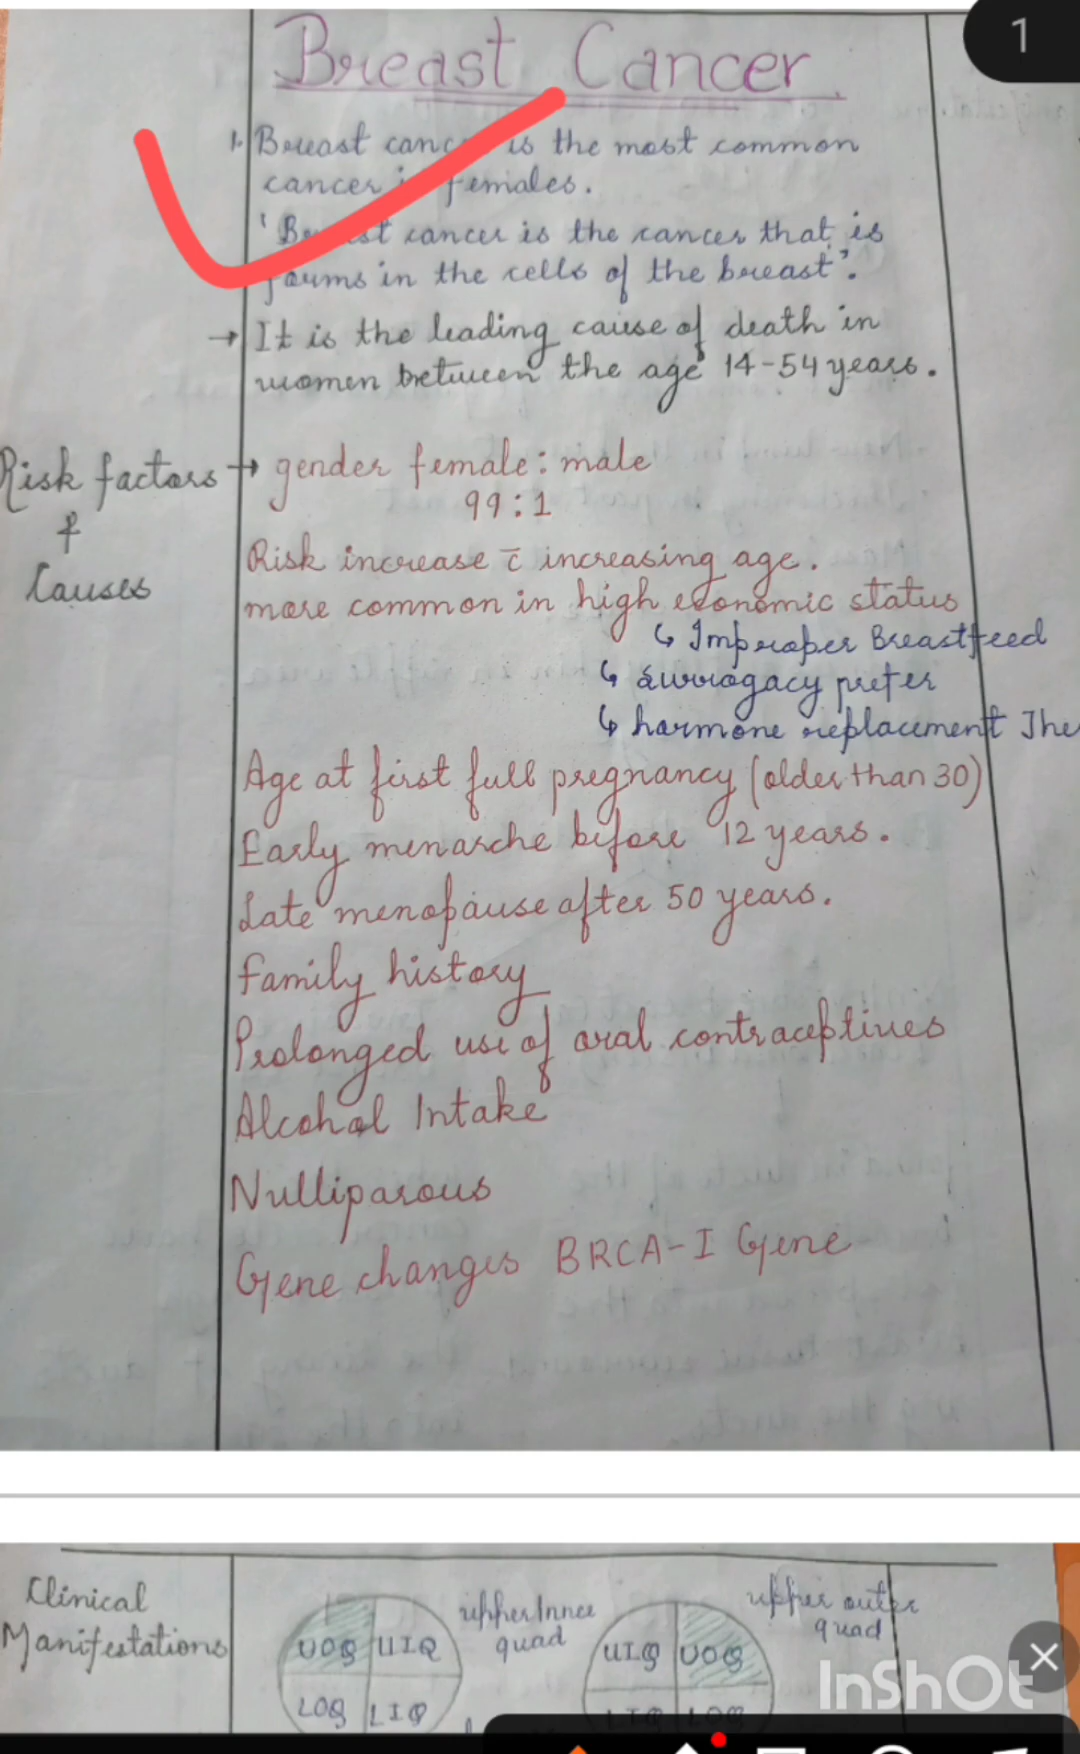 1
Breast Cancer
1. Breast is the most common
cancer females.
' cancer is the cancer that is
forms in the cells of the breast'.
→ It is the leading cause of death in
women between the age 14-54 years.
Risk factors → gender female : male
& 99 : 1
Causes
Risk increase c̄ increasing age.
more common in high economic status
↳ Improper Breastfeed
↳ surrogacy prefer
↳ harmone replacement The
Age at first full pregnancy (older than 30)
Early menarche before 12 years.
Late menopause after 50 years.
family history
Prolonged use of oral contraceptives
Alcohol Intake
Nulliparous
Gene changes BRCA-I Gene
Clinical
Manifestations
UOQ UIQ
upper Inner
quad
UIQ UOQ
upper outer
quad
LOQ LIQ
LIQ LOQ
InShOt